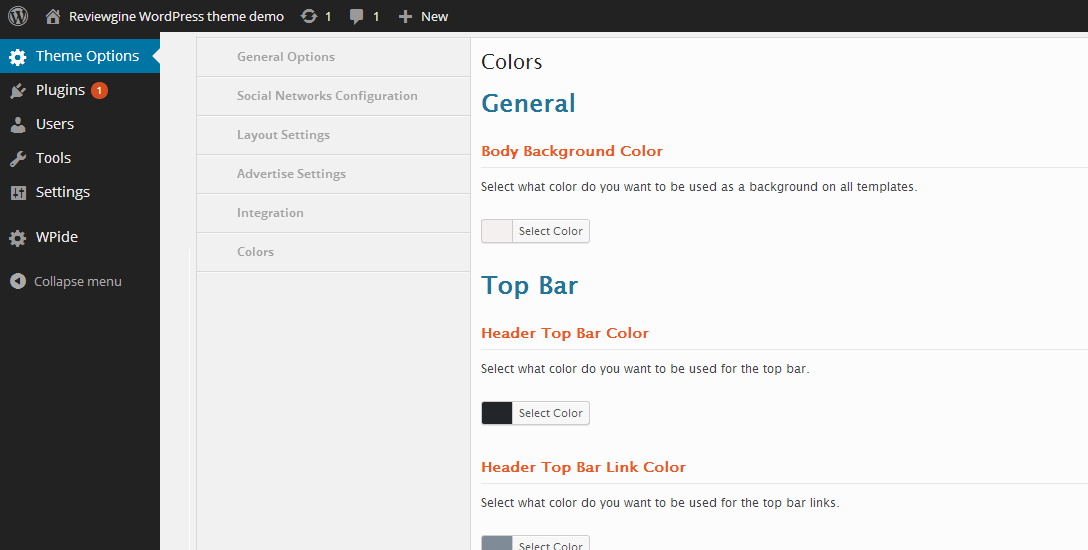 Reviewgine WordPress theme demo 1 1 New
Theme Options
Plugins 1
Users
Tools
Settings
WPide
Collapse menu
General Options
Social Networks Configuration
Layout Settings
Advertise Settings
Integration
Colors
Colors
General
Body Background Color
Select what color do you want to be used as a background on all templates.
Select Color
Top Bar
Header Top Bar Color
Select what color do you want to be used for the top bar.
Select Color
Header Top Bar Link Color
Select what color do you want to be used for the top bar links.
Select Color